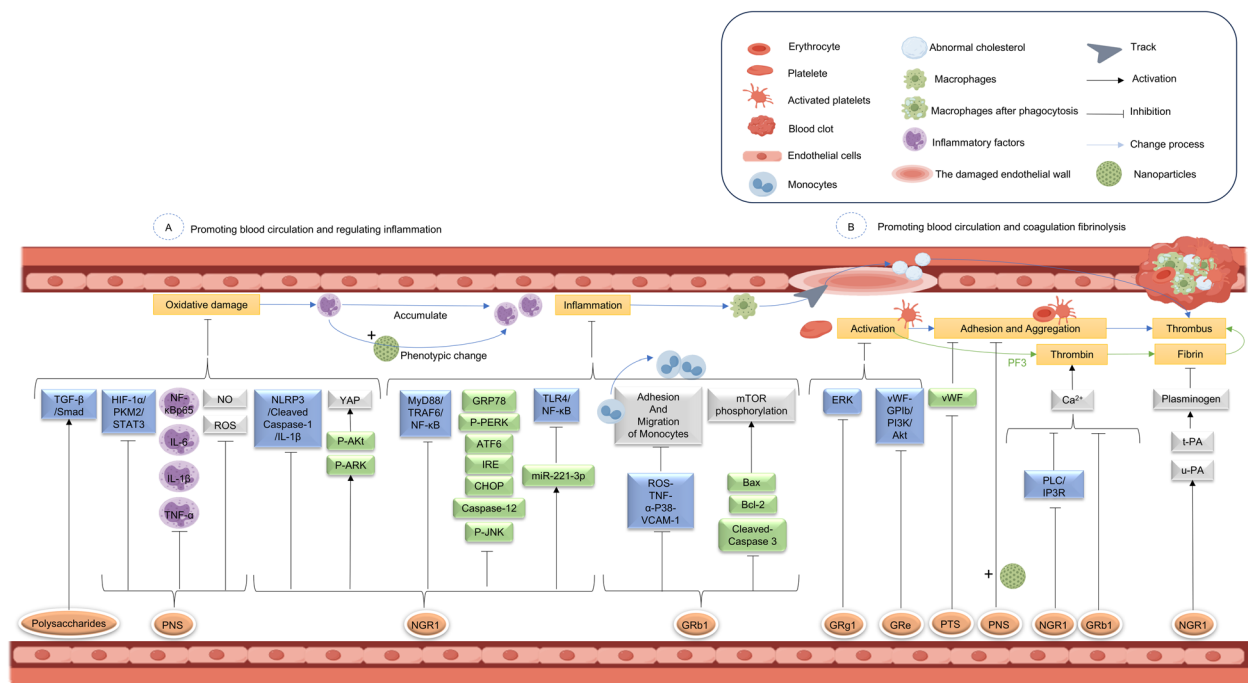 Erythrocyte
Platelete
Activated platelets
Blood clot
Endothelial cells
Monocytes
Abnormal cholesterol
Macrophages
Macrophages after phagocytosis
Inflammatory factors
The damaged endothelial wall
Track
Activation
Inhibition
Change process
Nanoparticles
A
Promoting blood circulation and regulating inflammation
B
Promoting blood circulation and coagulation fibrinolysis
Oxidative damage
Accumulate
+
Phenotypic change
Inflammation
Activation
Adhesion and Aggregation
Thrombus
PF3
Thrombin
Fibrin
TGF-β
/Smad
HIF-1α/
PKM2/
STAT3
NF-
κBp65
IL-6
IL-1β
TNF-α
NO
ROS
NLRP3
/Cleaved
Caspase-1
/IL-1β
YAP
P-AKt
P-ARK
MyD88/
TRAF6/
NF-κB
GRP78
P-PERK
ATF6
IRE
CHOP
Caspase-12
P-JNK
TLR4/
NF-κB
miR-221-3p
Adhesion
And
Migration
of Monocytes
ROS-
TNF-
α-P38-
VCAM-1
mTOR
phosphorylation
Bax
Bcl-2
Cleaved-
Caspase 3
ERK
vWF-
GPIb/
PI3K/
Akt
vWF
+
Ca²⁺
PLC/
IP3R
Plasminogen
t-PA
u-PA
Polysaccharides
PNS
NGR1
GRb1
GRg1
GRe
PTS
PNS
NGR1
GRb1
NGR1